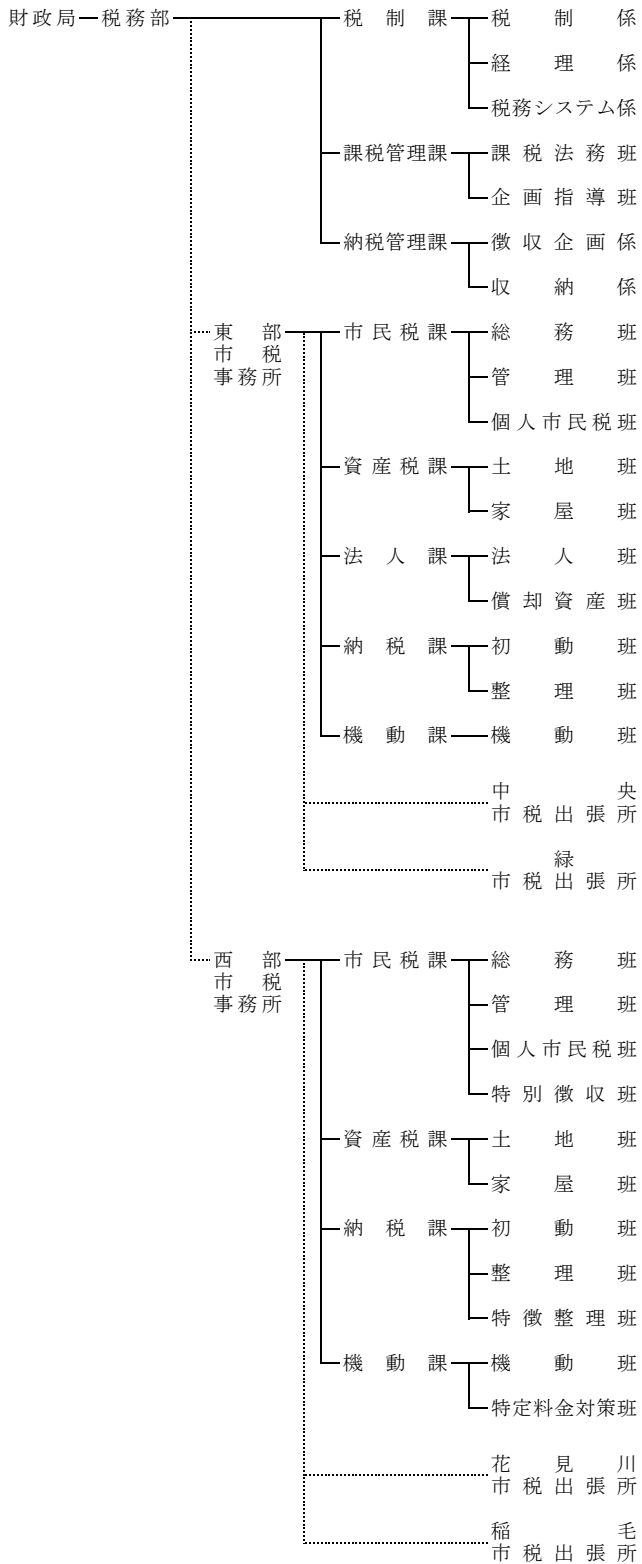 財政局 税務部 税制課 税制係
経理係
税務システム係
課税管理課 課税法務班
企画指導班
納税管理課 徴収企画係
収納係
東部市税事務所 市民税課 総務班
管理班
個人市民税班
資産税課 土地班
家屋班
法人課 法人班
償却資産班
納税課 初動班
整理班
機動課 機動班
中央
市税出張所
緑
市税出張所
西部市税事務所 市民税課 総務班
管理班
個人市民税班
特別徴収班
資産税課 土地班
家屋班
納税課 初動班
整理班
特徴整理班
機動課 機動班
特定料金対策班
花見川
市税出張所
稲毛
市税出張所